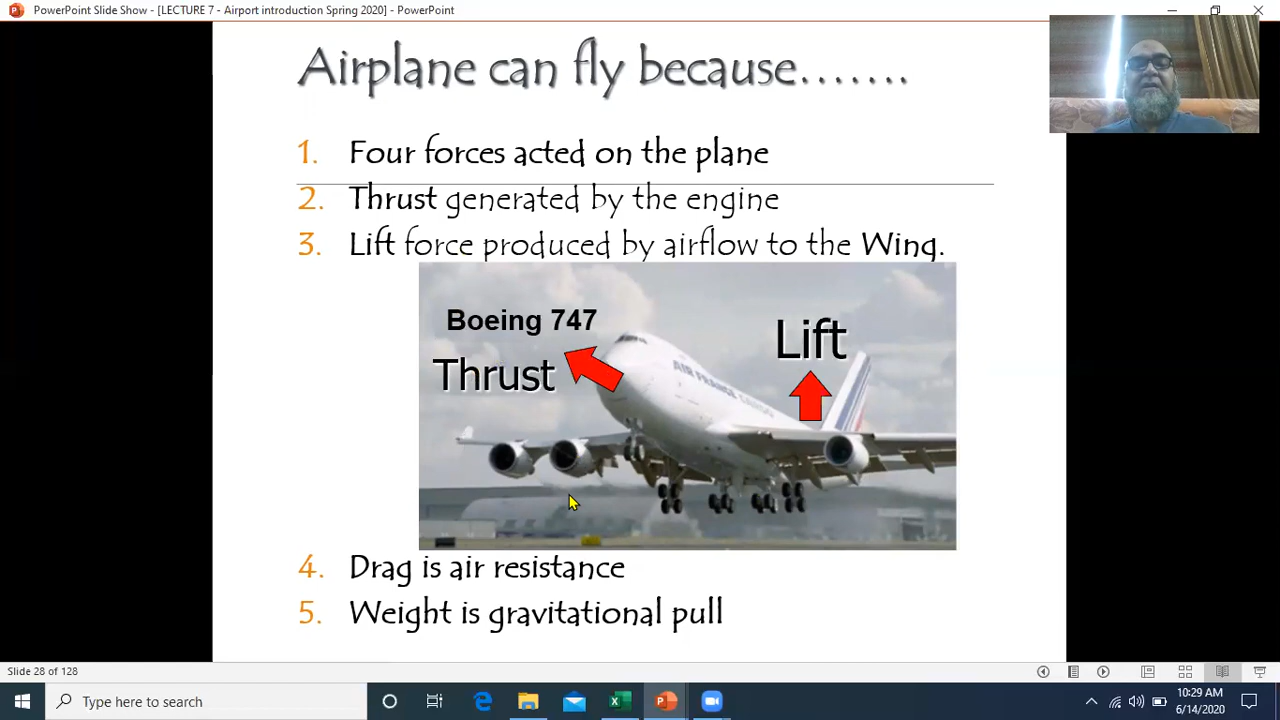 PowerPoint Slide Show - [LECTURE 7 - Airport introduction Spring 2020] - PowerPoint
Airplane can fly because.......
1. Four forces acted on the plane
2. Thrust generated by the engine
3. Lift force produced by airflow to the Wing.
Boeing 747
Thrust
Lift
AIR FRANCE CARGO
4. Drag is air resistance
5. Weight is gravitational pull
Slide 28 of 128
Type here to search
10:29 AM
6/14/2020